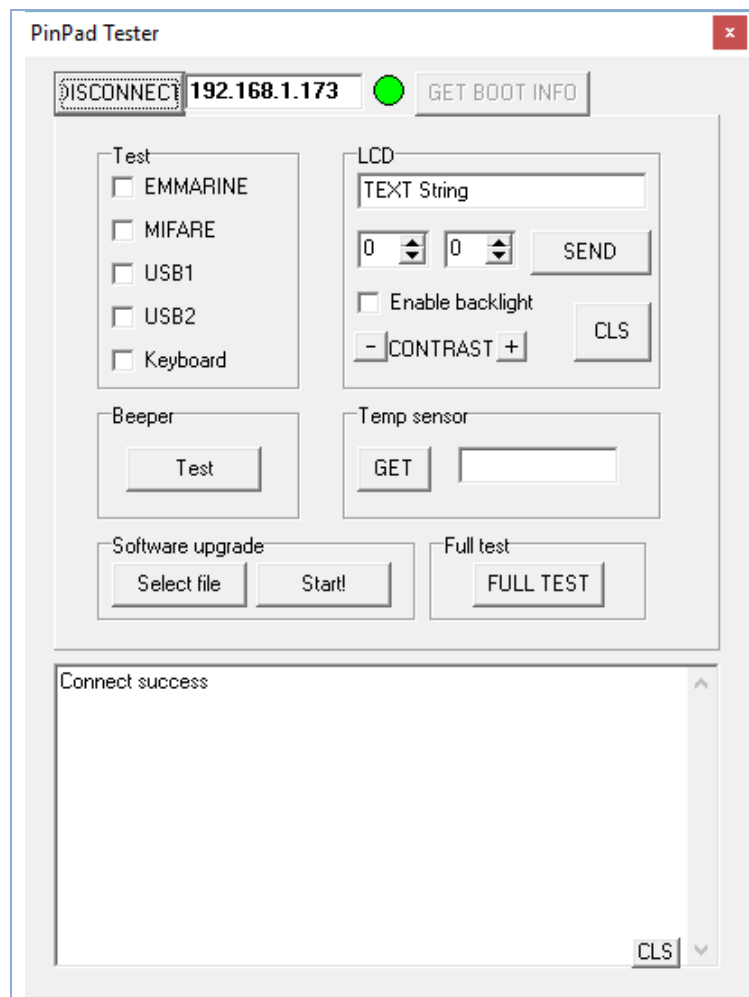 PinPad Tester
x
DISCONNECT 192.168.1.173 GET BOOT INFO
Test
EMMARINE
MIFARE
USB1
USB2
Keyboard
LCD
TEXT String
0 0 SEND
Enable backlight
- CONTRAST +
CLS
Beeper
Test
Temp sensor
GET
Software upgrade
Select file Start!
Full test
FULL TEST
Connect success
CLS